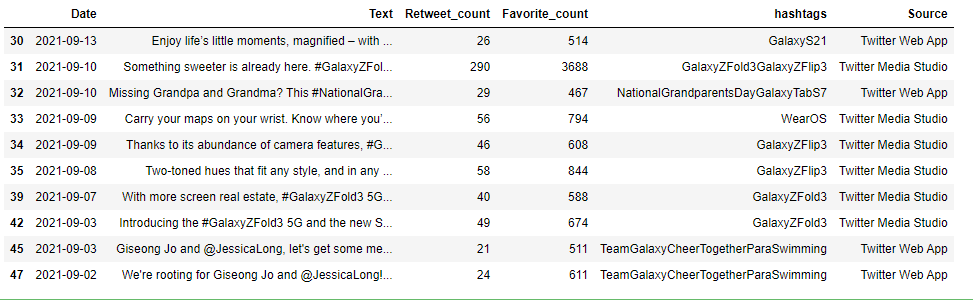 Date Text Retweet_count Favorite_count hashtags Source
30 2021-09-13 Enjoy life's little moments, magnified – with ... 26 514 GalaxyS21 Twitter Web App
31 2021-09-10 Something sweeter is already here. #GalaxyZFol... 290 3688 GalaxyZFold3GalaxyZFlip3 Twitter Media Studio
32 2021-09-10 Missing Grandpa and Grandma? This #NationalGra... 29 467 NationalGrandparentsDayGalaxyTabS7 Twitter Web App
33 2021-09-09 Carry your maps on your wrist. Know where you'... 56 794 WearOS Twitter Media Studio
34 2021-09-09 Thanks to its abundance of camera features, #G... 46 608 GalaxyZFlip3 Twitter Media Studio
35 2021-09-08 Two-toned hues that fit any style, and in any ... 58 844 GalaxyZFlip3 Twitter Media Studio
39 2021-09-07 With more screen real estate, #GalaxyZFold3 5G... 40 588 GalaxyZFold3 Twitter Media Studio
42 2021-09-03 Introducing the #GalaxyZFold3 5G and the new S... 49 674 GalaxyZFold3 Twitter Media Studio
45 2021-09-03 Giseong Jo and @JessicaLong, let's get some me... 21 511 TeamGalaxyCheerTogetherParaSwimming Twitter Web App
47 2021-09-02 We're rooting for Giseong Jo and @JessicaLong!... 24 611 TeamGalaxyCheerTogetherParaSwimming Twitter Web App